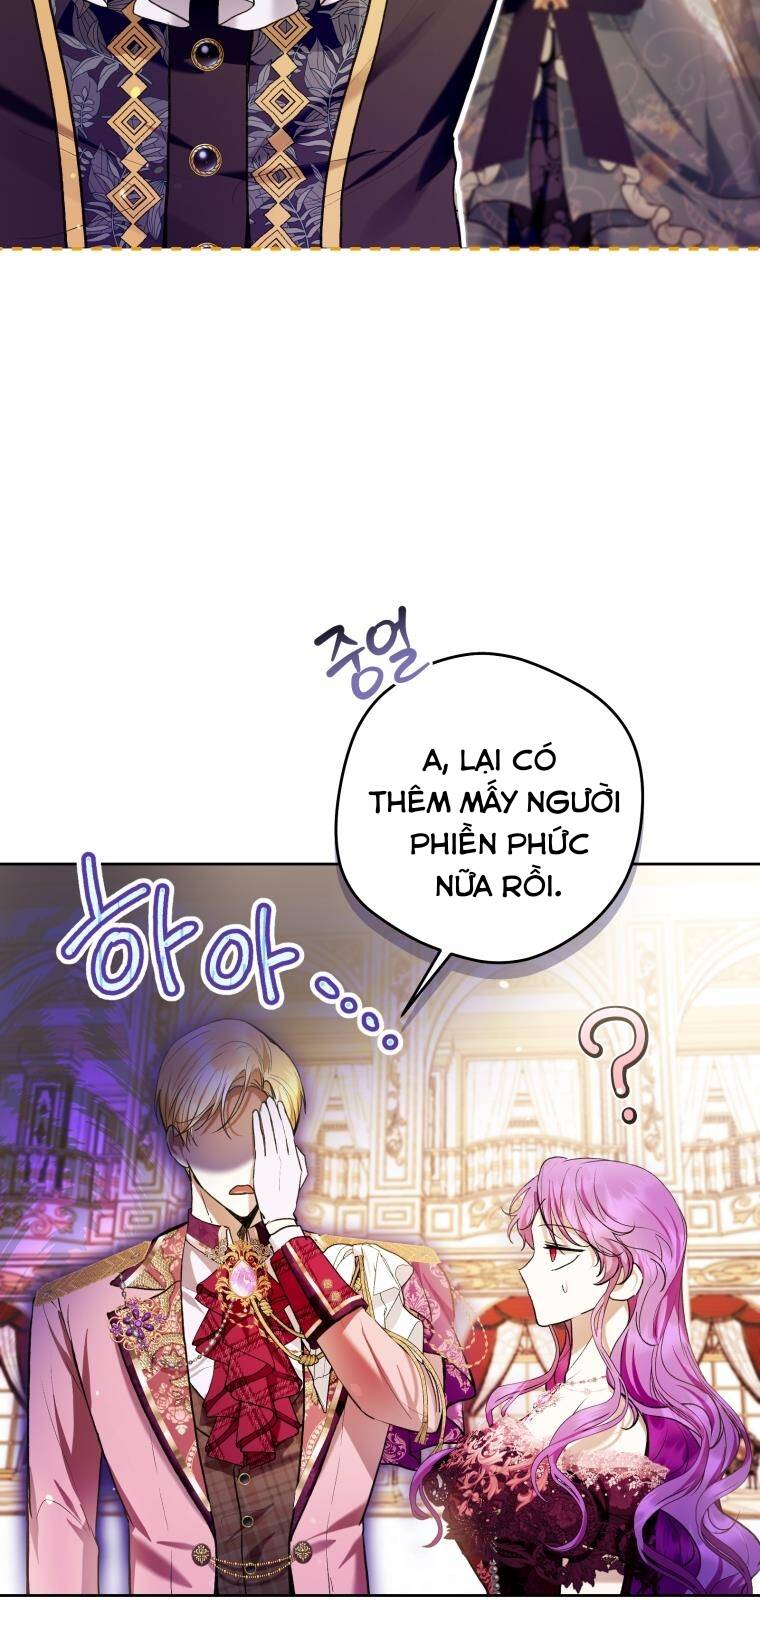 중얼
A, LẠI CÓ
THÊM MẤY NGƯỜI
PHIỀN PHỨC
NỮA RỒI.
하아....
?